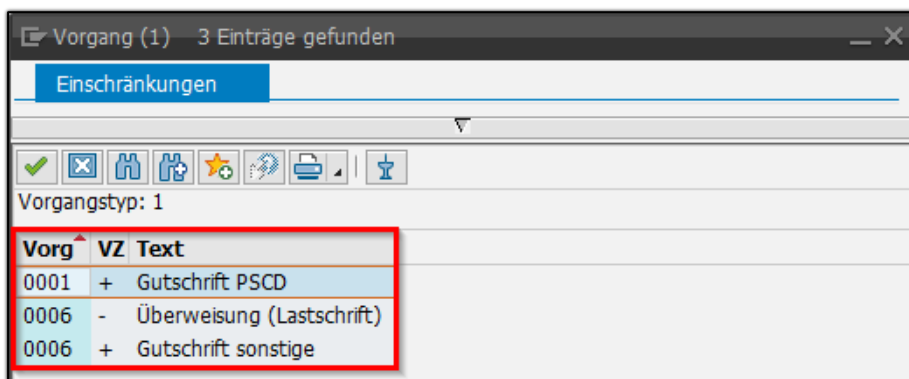 Vorgang (1) 3 Einträge gefunden
Einschränkungen
Vorgangstyp: 1
Vorg VZ Text
0001 + Gutschrift PSCD
0006 - Überweisung (Lastschrift)
0006 + Gutschrift sonstige